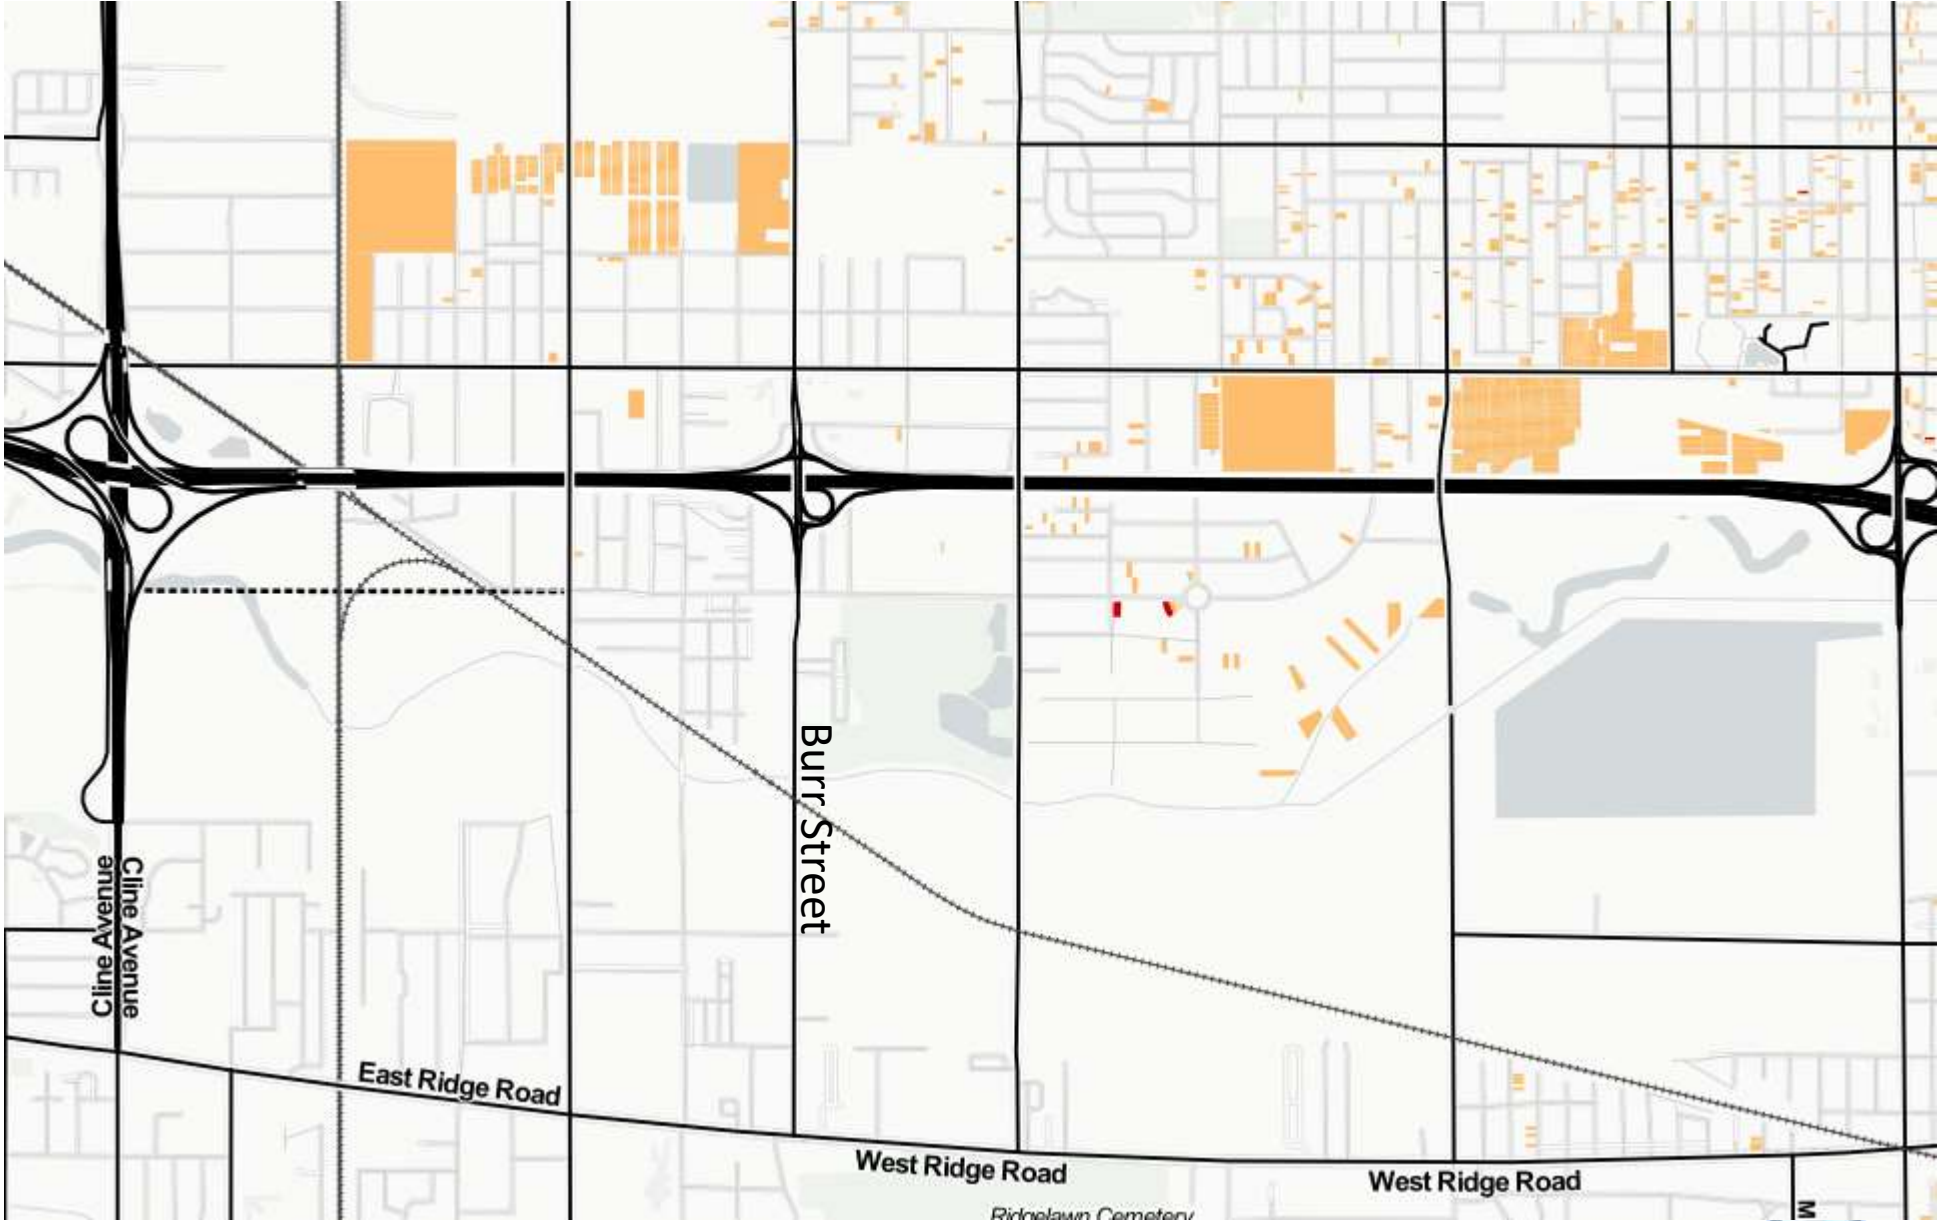 Burr Street
Cline Avenue
Cline Avenue
East Ridge Road
West Ridge Road
West Ridge Road
Ridgelawn Cemetery
M